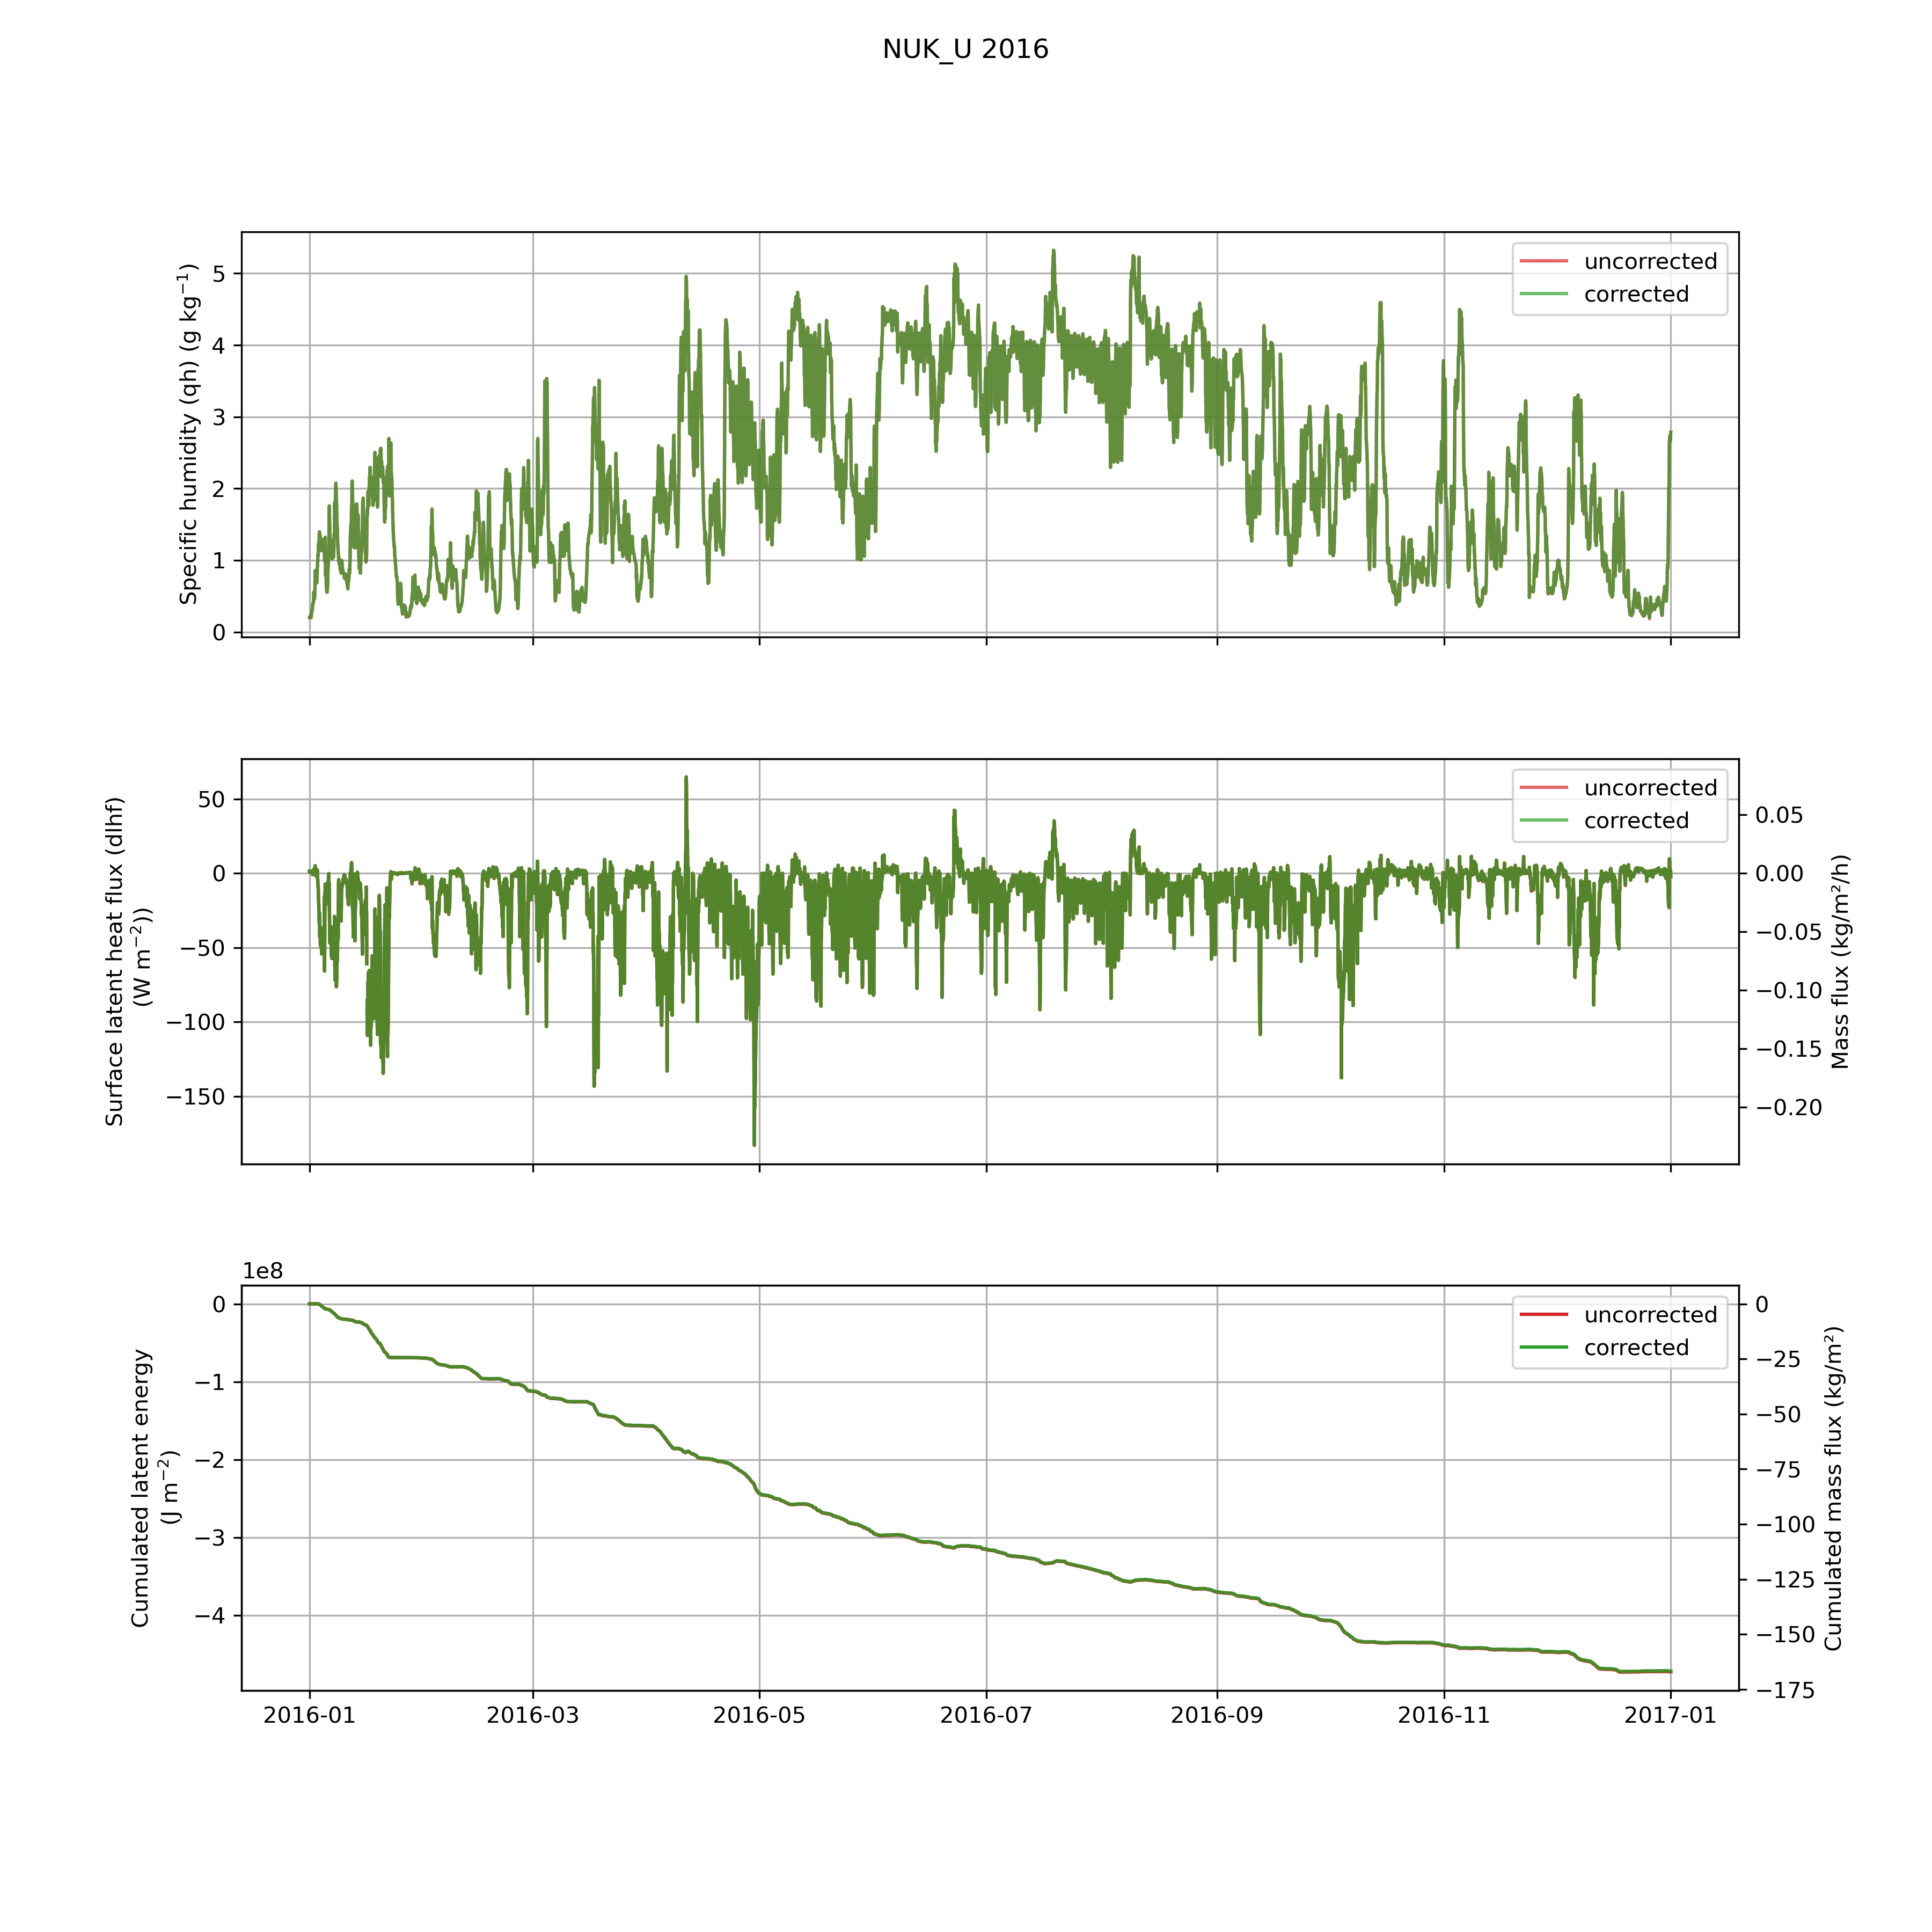 NUK_U 2016
Specific humidity (qh) (g kg⁻¹)
5
4
3
2
1
0
uncorrected
corrected
Surface latent heat flux (dlhf)
(W m⁻²))
50
0
−50
−100
−150
uncorrected
corrected
0.05
0.00
−0.05
−0.10
−0.15
−0.20
Mass flux (kg/m²/h)
1e8
Cumulated latent energy
(J m⁻²)
0
−1
−2
−3
−4
uncorrected
corrected
0
−25
−50
−75
−100
−125
−150
−175
Cumulated mass flux (kg/m²)
2016-01 2016-03 2016-05 2016-07 2016-09 2016-11 2017-01